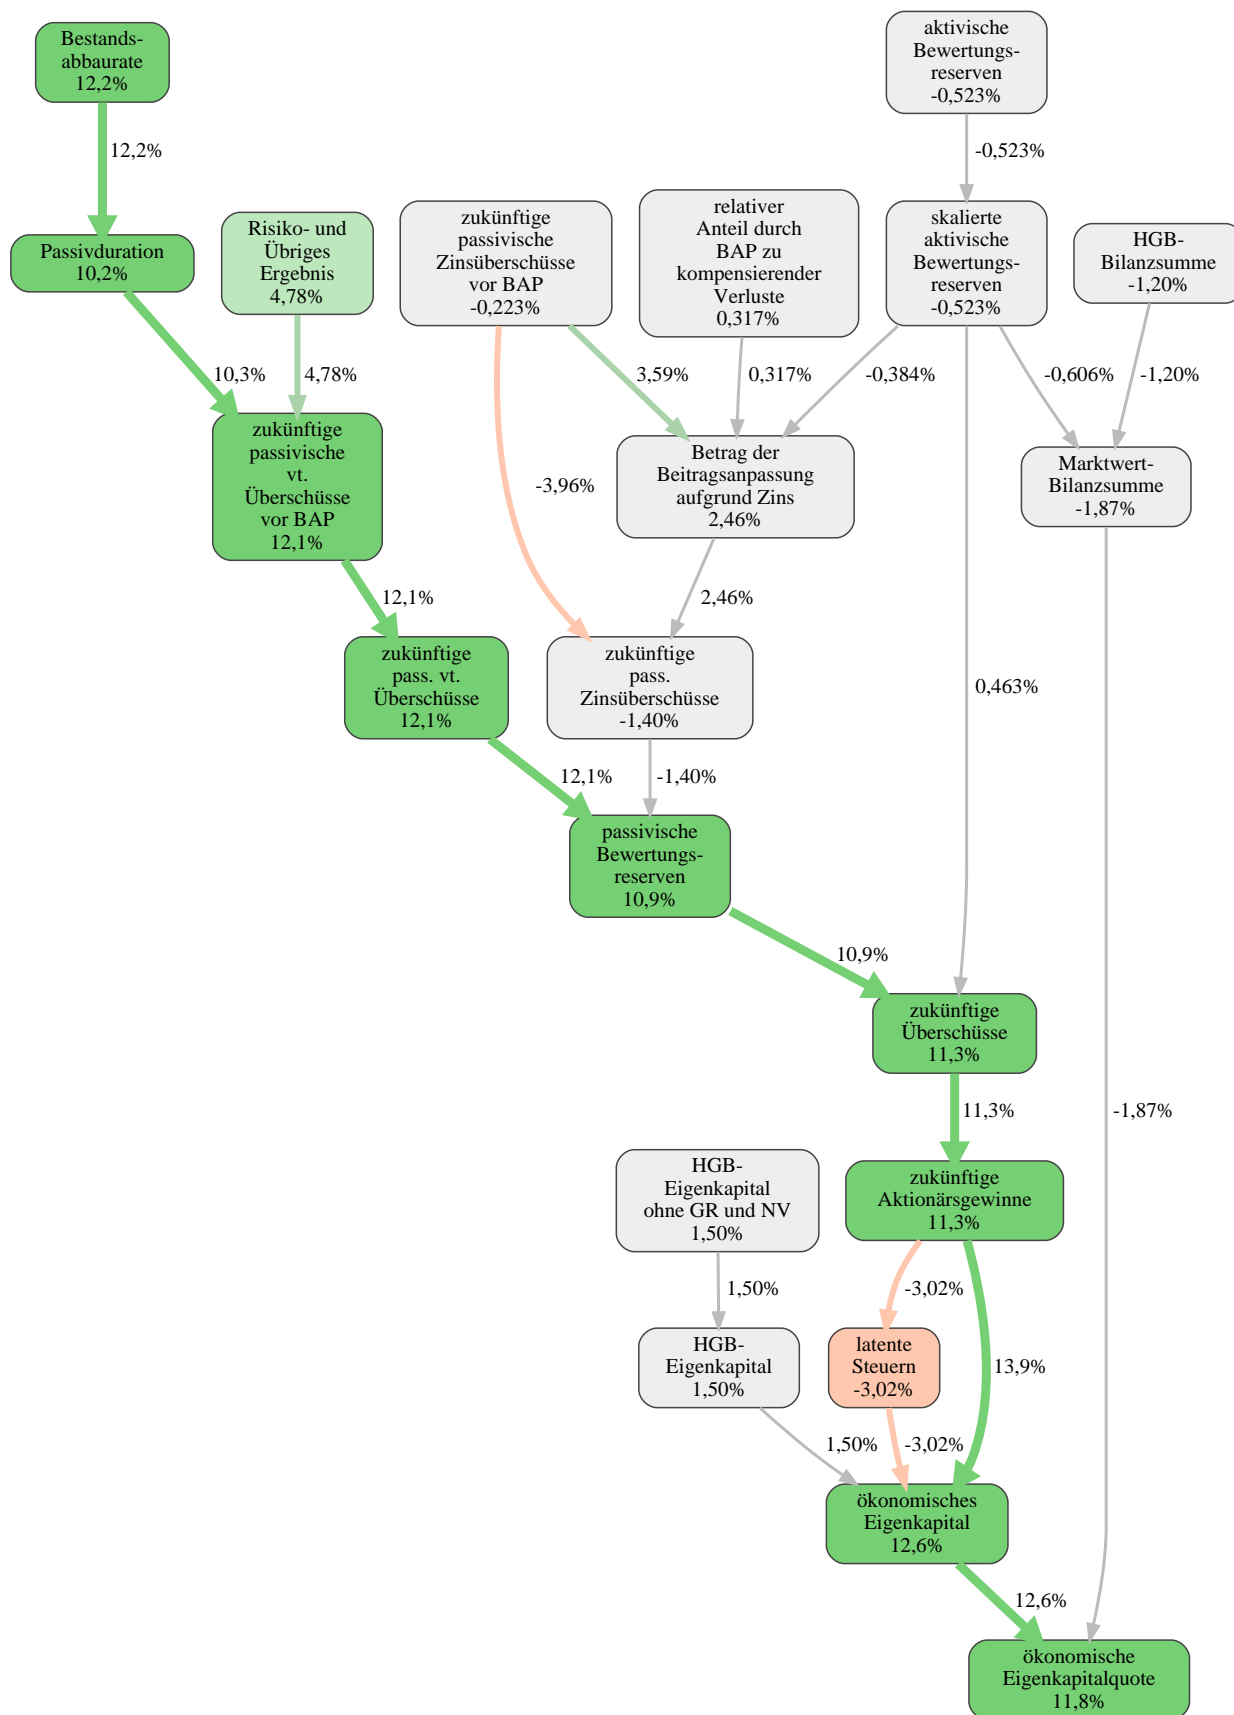 Bestands-
abbaurate
12,2%
aktivische
Bewertungs-
reserven
-0,523%
12,2%
-0,523%
Passivduration
10,2%
Risiko- und
Übriges
Ergebnis
4,78%
zukünftige
passivische
Zinsüberschüsse
vor BAP
-0,223%
relativer
Anteil durch
BAP zu
kompensierender
Verluste
0,317%
skalierte
aktivische
Bewertungs-
reserven
-0,523%
HGB-
Bilanzsumme
-1,20%
10,3%
4,78%
3,59%
0,317%
-0,384%
-0,606%
-1,20%
zukünftige
passivische
vt.
Überschüsse
vor BAP
12,1%
-3,96%
Betrag der
Beitragsanpassung
aufgrund Zins
2,46%
Marktwert-
Bilanzsumme
-1,87%
12,1%
2,46%
zukünftige
pass. vt.
Überschüsse
12,1%
zukünftige
pass.
Zinsüberschüsse
-1,40%
0,463%
12,1%
-1,40%
passivische
Bewertungs-
reserven
10,9%
10,9%
zukünftige
Überschüsse
11,3%
11,3%
-1,87%
HGB-
Eigenkapital
ohne GR und NV
1,50%
zukünftige
Aktionärsgewinne
11,3%
1,50%
-3,02%
HGB-
Eigenkapital
1,50%
latente
Steuern
-3,02%
13,9%
1,50%
-3,02%
ökonomisches
Eigenkapital
12,6%
12,6%
ökonomische
Eigenkapitalquote
11,8%